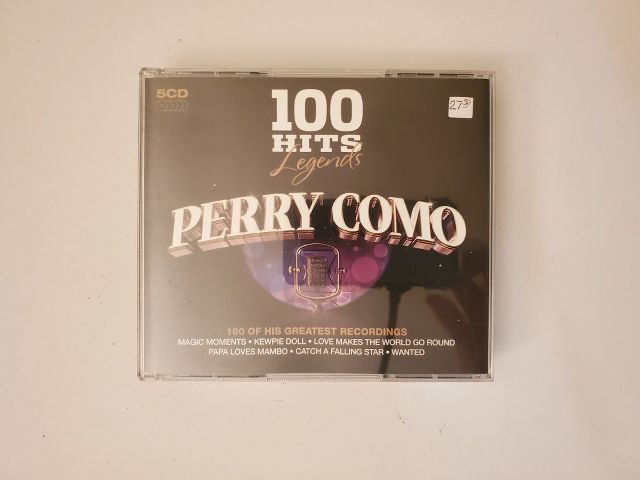 5CD
27.30
100
HITS
Legends
PERRY COMO
100 OF HIS GREATEST RECORDINGS
MAGIC MOMENTS • KEWPIE DOLL • LOVE MAKES THE WORLD GO ROUND
PAPA LOVES MAMBO • CATCH A FALLING STAR • WANTED